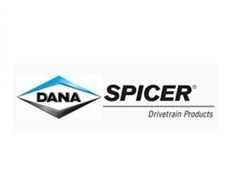 DANA SPICER®
Drivetrain Products